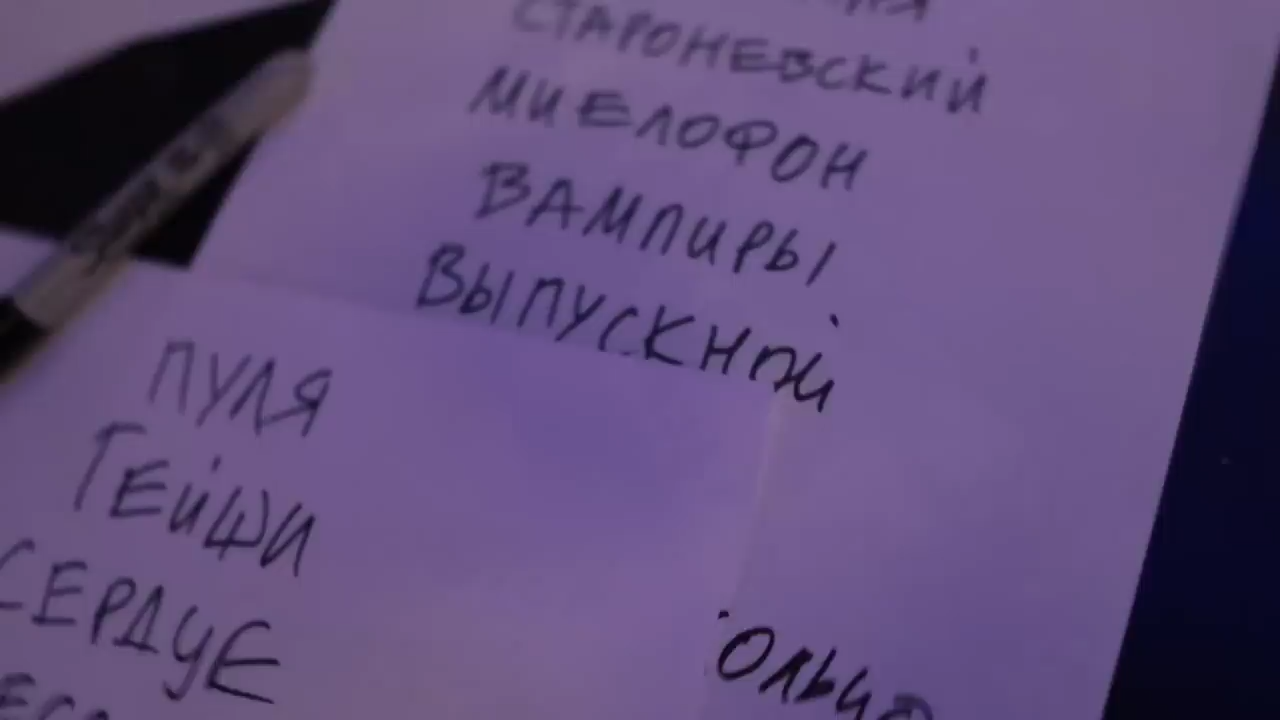 СТАРОНЕВСКИЙ
МИЕЛОФОН
ВАМПИРЫ
ВЫПУСКНОЙ
ПУЛЯ
ГЕЙШИ
СЕРДЦЕ